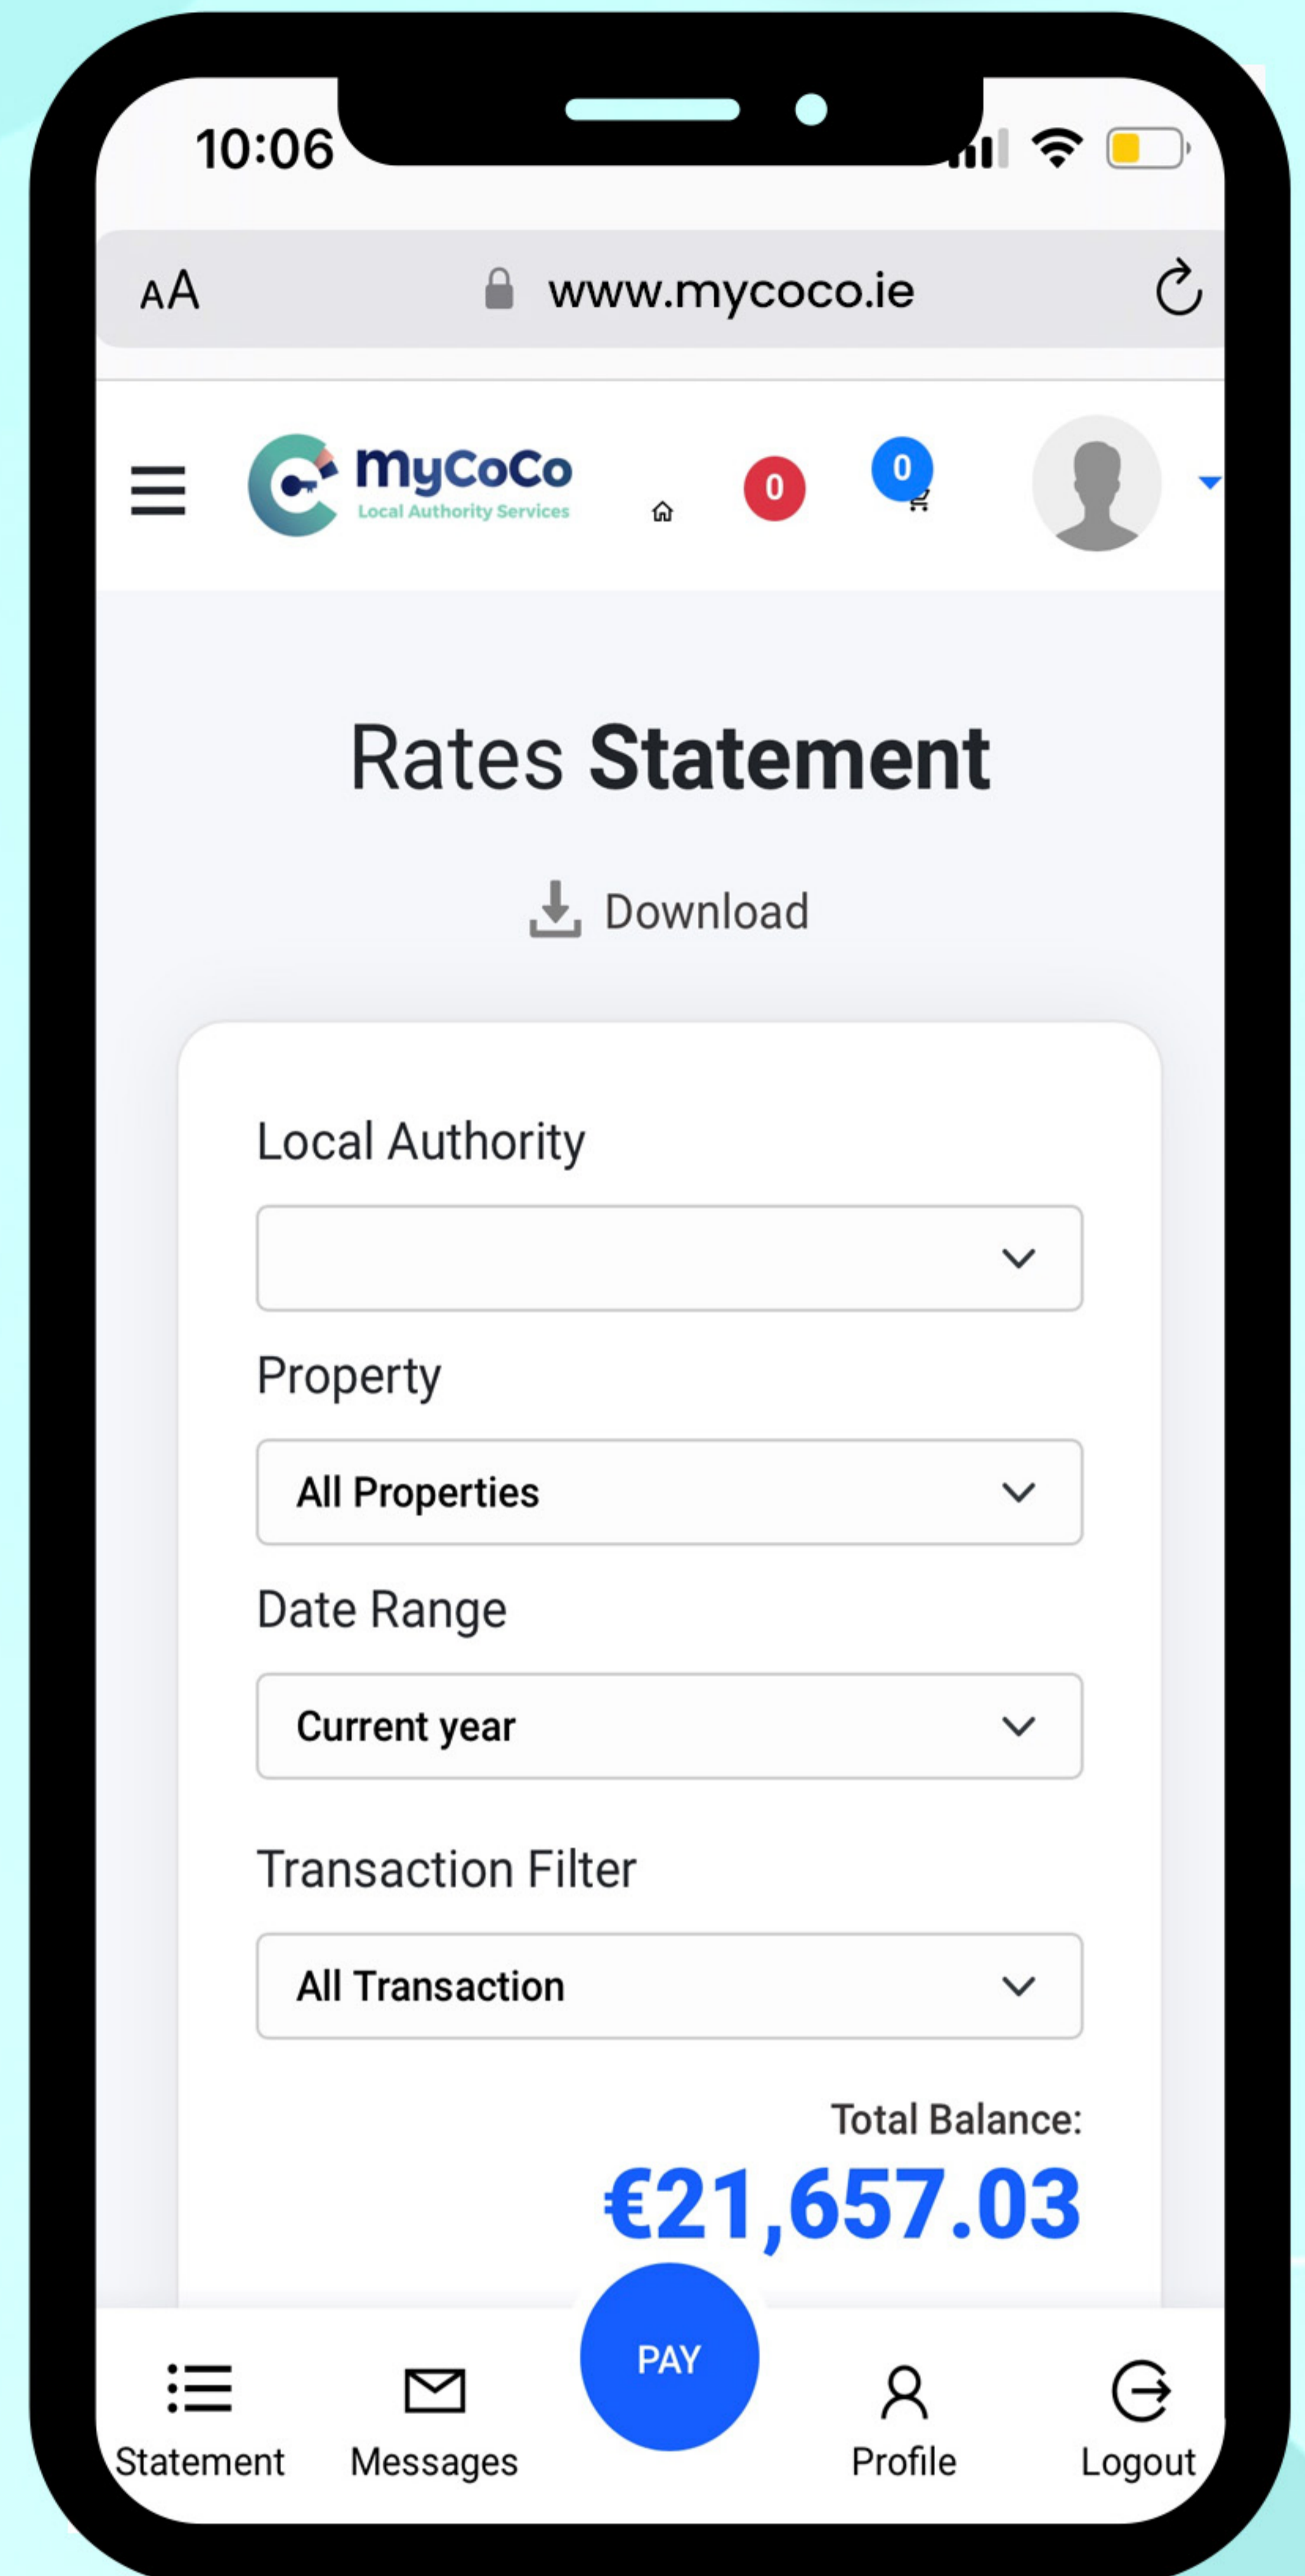 10:06
AA
www.mycoco.ie
myCoCo
Local Authority Services
0
0
Rates Statement
Download
Local Authority
Property
All Properties
Date Range
Current year
Transaction Filter
All Transaction
Total Balance:
€21,657.03
PAY
Statement
Messages
Profile
Logout